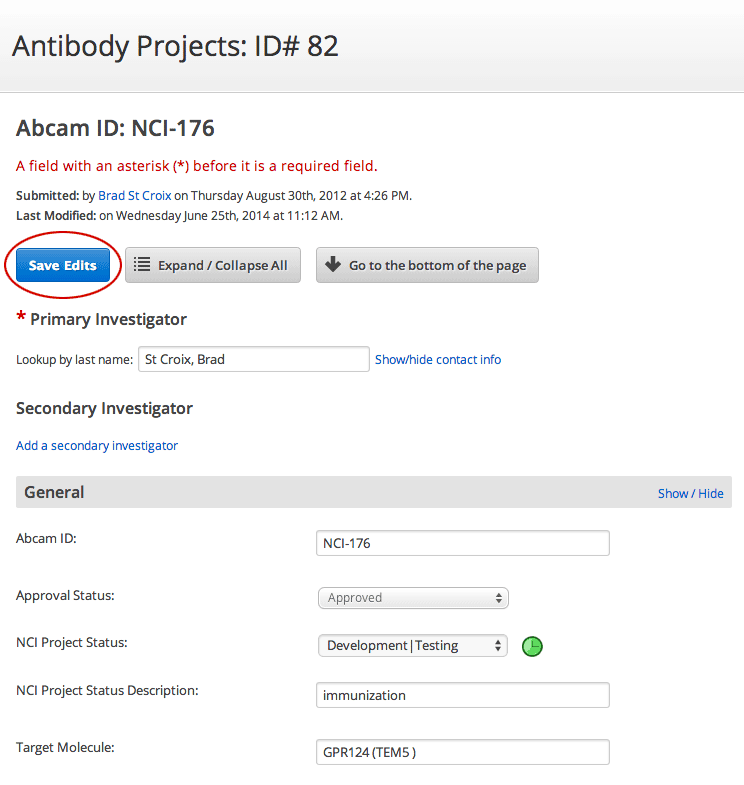 Antibody Projects: ID# 82
Abcam ID: NCI-176
A field with an asterisk (*) before it is a required field.
Submitted: by Brad St Croix on Thursday August 30th, 2012 at 4:26 PM.
Last Modified: on Wednesday June 25th, 2014 at 11:12 AM.
Save Edits Expand / Collapse All Go to the bottom of the page
* Primary Investigator
Lookup by last name: St Croix, Brad Show/hide contact info
Secondary Investigator
Add a secondary investigator
General Show / Hide
Abcam ID: NCI-176
Approval Status: Approved
NCI Project Status: Development|Testing
NCI Project Status Description: immunization
Target Molecule: GPR124 (TEM5 )